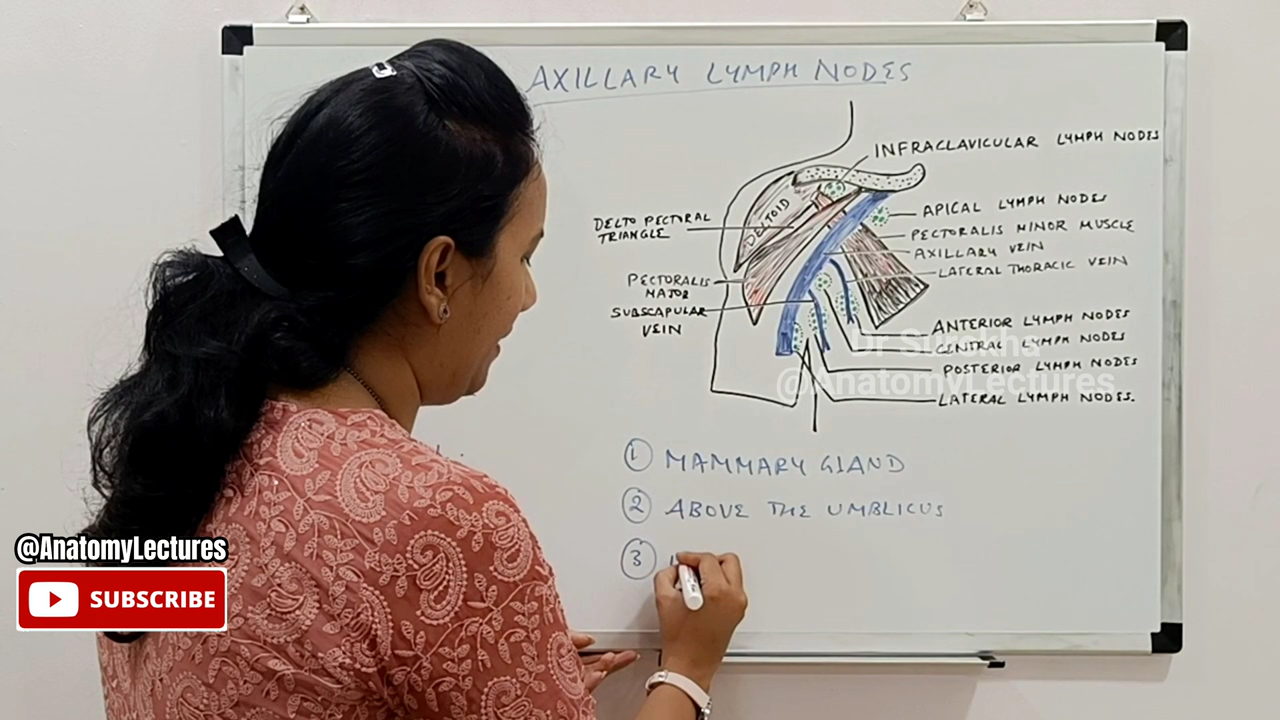 AXILLARY LYMPH NODES
INFRACLAVICULAR LYMPH NODES
DELTO PECTORAL
TRIANGLE
DELTOID
APICAL LYMPH NODES
PECTORALIS MINOR MUSCLE
AXILLARY VEIN
LATERAL THORACIC VEIN
PECTORALIS
MAJOR
SUBSCAPULAR
VEIN
ANTERIOR LYMPH NODES
CENTRAL LYMPH NODES
POSTERIOR LYMPH NODES
LATERAL LYMPH NODES.
@AnatomyLectures
1 MAMMARY GLAND
2 ABOVE THE UMBLICUS
3
@AnatomyLectures
SUBSCRIBE